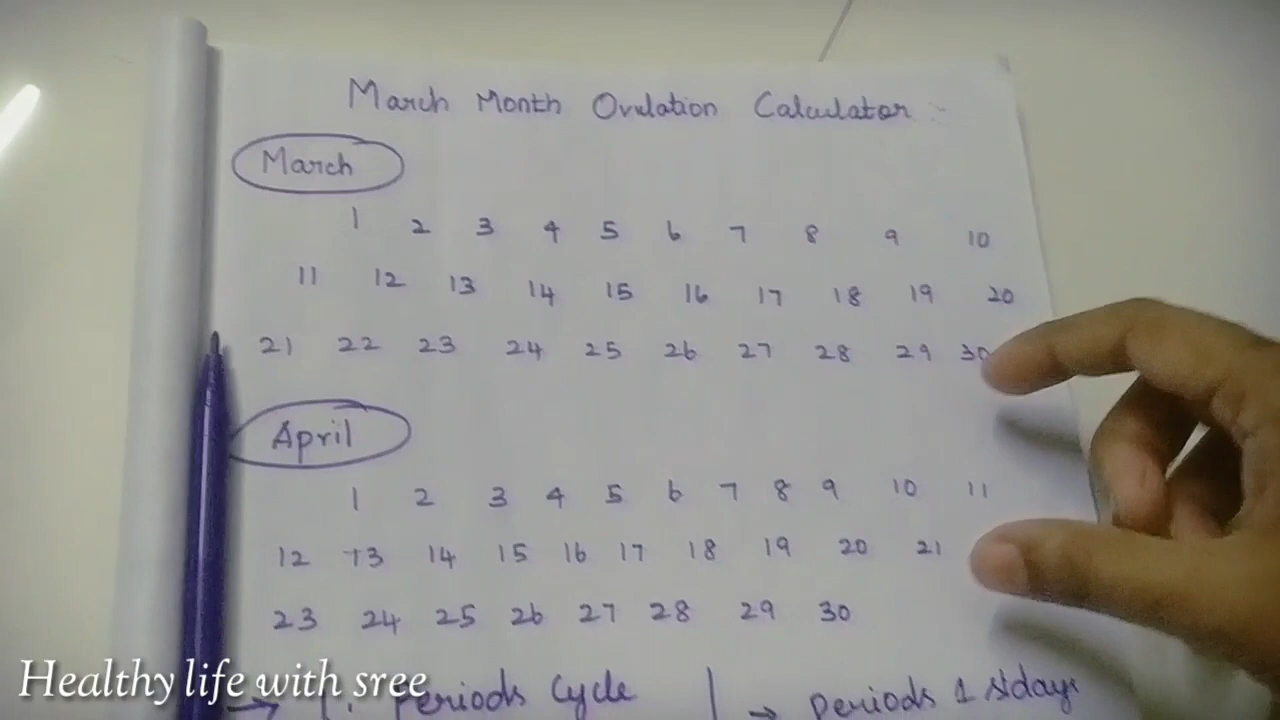 March Month Ovulation Calculator
March
1 2 3 4 5 6 7 8 9 10
11 12 13 14 15 16 17 18 19 20
21 22 23 24 25 26 27 28 29 30
April
1 2 3 4 5 6 7 8 9 10 11
12 13 14 15 16 17 18 19 20 21
23 24 25 26 27 28 29 30
→ Periods Cycle → Periods 1 st days
Healthy life with sree